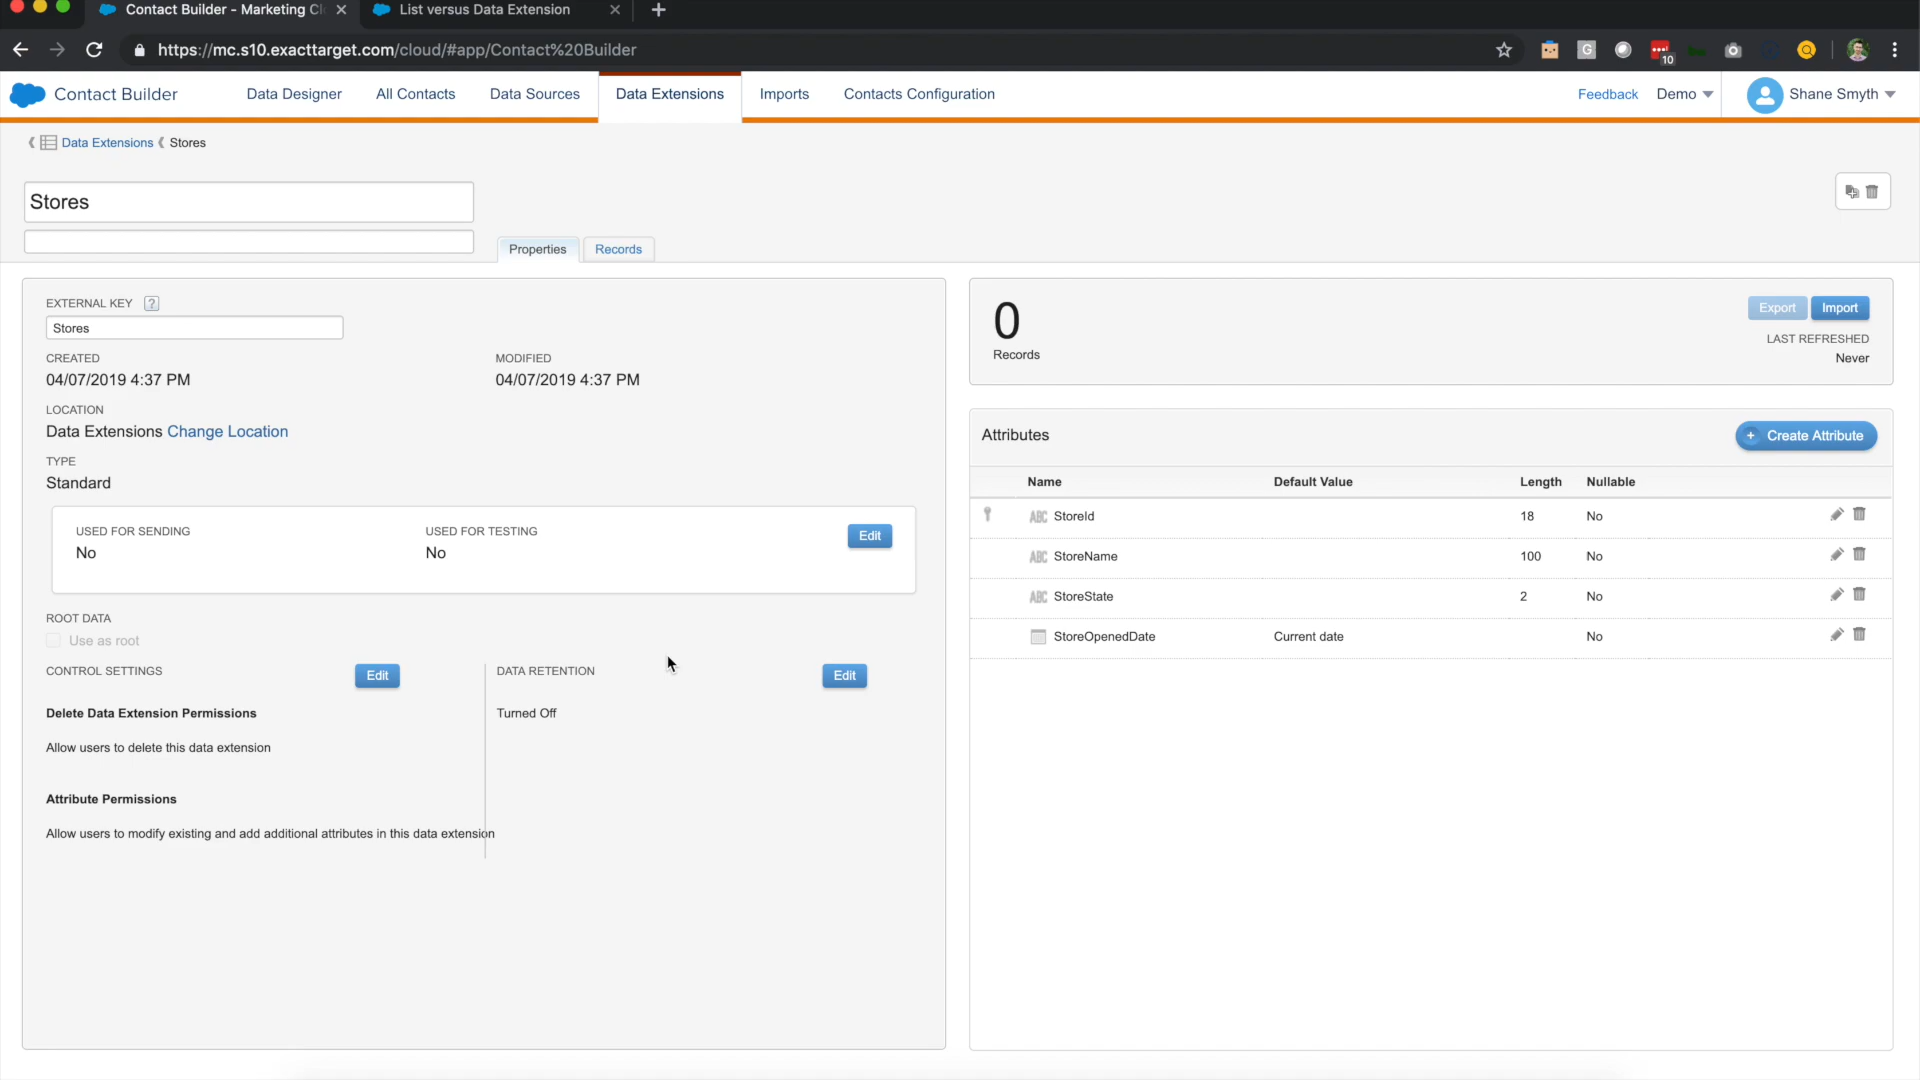 Contact Builder - Marketing Cl
List versus Data Extension
https://mc.s10.exacttarget.com/cloud/#app/Contact%20Builder
G
10
Contact Builder
Data Designer
All Contacts
Data Sources
Data Extensions
Imports
Contacts Configuration
Feedback
Demo
Shane Smyth
Data Extensions
Stores
Stores
Properties
Records
EXTERNAL KEY ?
Stores
CREATED
04/07/2019 4:37 PM
MODIFIED
04/07/2019 4:37 PM
LOCATION
Data Extensions Change Location
TYPE
Standard
USED FOR SENDING
No
USED FOR TESTING
No
Edit
ROOT DATA
Use as root
CONTROL SETTINGS
Edit
Delete Data Extension Permissions
Allow users to delete this data extension
Attribute Permissions
Allow users to modify existing and add additional attributes in this data extension
DATA RETENTION
Edit
Turned Off
0
Records
Export
Import
LAST REFRESHED
Never
Attributes
+ Create Attribute
Name Default Value Length Nullable
ABC StoreId 18 No
ABC StoreName 100 No
ABC StoreState 2 No
StoreOpenedDate Current date No